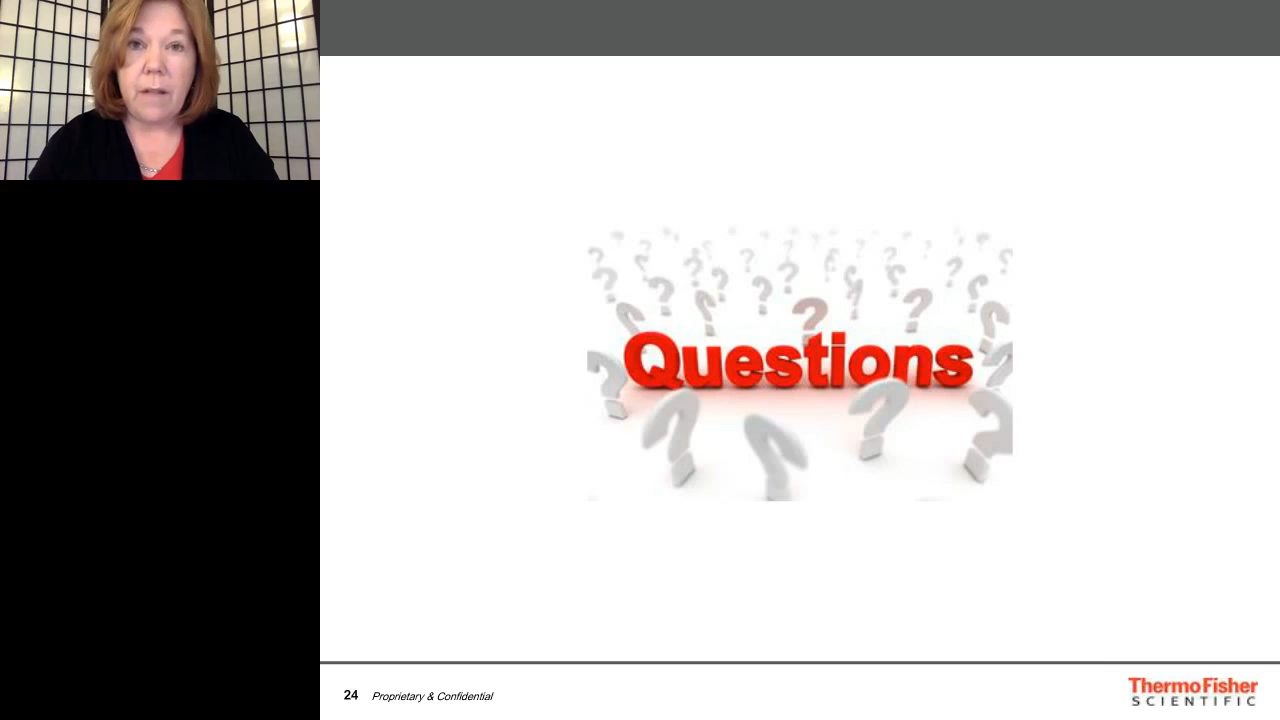 Questions
24 Proprietary & Confidential
ThermoFisher
SCIENTIFIC